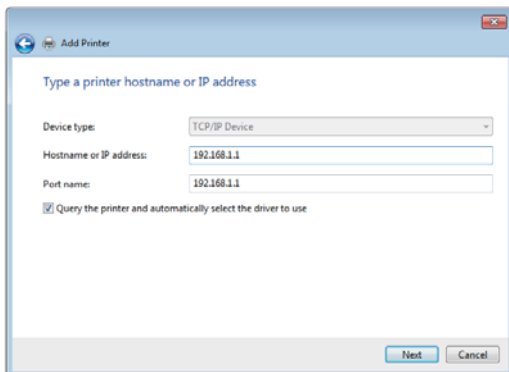 Add Printer
Type a printer hostname or IP address
Device type: TCP/IP Device
Hostname or IP address: 192.168.1.1
Port name: 192.168.1.1
Query the printer and automatically select the driver to use
Next Cancel